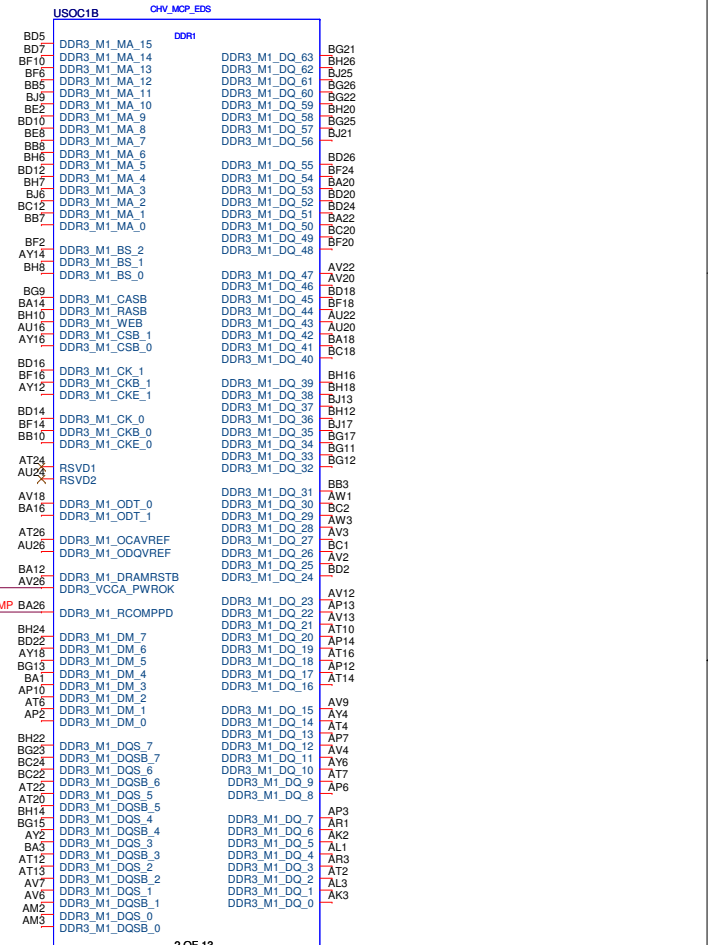 USOC1B
CHV_MCP_EDS
DDR1
BD5 DDR3_M1_MA_15
BD7 DDR3_M1_MA_14
BF10 DDR3_M1_MA_13
BF6 DDR3_M1_MA_12
BB5 DDR3_M1_MA_11
BJ9 DDR3_M1_MA_10
BE2 DDR3_M1_MA_9
BD10 DDR3_M1_MA_8
BE8 DDR3_M1_MA_7
BB8 DDR3_M1_MA_6
BH6 DDR3_M1_MA_5
BD12 DDR3_M1_MA_4
BH7 DDR3_M1_MA_3
BJ6 DDR3_M1_MA_2
BC12 DDR3_M1_MA_1
BB7 DDR3_M1_MA_0
BF2 DDR3_M1_BS_2
AY14 DDR3_M1_BS_1
BH8 DDR3_M1_BS_0
BG9 DDR3_M1_CASB
BA14 DDR3_M1_RASB
BH10 DDR3_M1_WEB
AU16 DDR3_M1_CSB_1
AY16 DDR3_M1_CSB_0
BD16 DDR3_M1_CK_1
BF16 DDR3_M1_CKB_1
AY12 DDR3_M1_CKE_1
BD14 DDR3_M1_CK_0
BF14 DDR3_M1_CKB_0
BB10 DDR3_M1_CKE_0
AT24 RSVD1
AU24 RSVD2
AV18 DDR3_M1_ODT_0
BA16 DDR3_M1_ODT_1
AT26 DDR3_M1_OCAVREF
AU26 DDR3_M1_ODQVREF
BA12 DDR3_M1_DRAMRSTB
AV26 DDR3_VCCA_PWROK
MP BA26 DDR3_M1_RCOMPPD
BH24 DDR3_M1_DM_7
BD22 DDR3_M1_DM_6
AY18 DDR3_M1_DM_5
BG13 DDR3_M1_DM_4
BA1 DDR3_M1_DM_3
AP10 DDR3_M1_DM_2
AT6 DDR3_M1_DM_1
AP2 DDR3_M1_DM_0
BH22 DDR3_M1_DQS_7
BG23 DDR3_M1_DQSB_7
BC24 DDR3_M1_DQS_6
BC22 DDR3_M1_DQSB_6
AT22 DDR3_M1_DQS_5
AT20 DDR3_M1_DQSB_5
BH14 DDR3_M1_DQS_4
BG15 DDR3_M1_DQSB_4
AY2 DDR3_M1_DQS_3
BA3 DDR3_M1_DQSB_3
AT12 DDR3_M1_DQS_2
AT13 DDR3_M1_DQSB_2
AV7 DDR3_M1_DQS_1
AV6 DDR3_M1_DQSB_1
AM2 DDR3_M1_DQS_0
AM3 DDR3_M1_DQSB_0
DDR3_M1_DQ_63 BG21
DDR3_M1_DQ_62 BH26
DDR3_M1_DQ_61 BJ25
DDR3_M1_DQ_60 BG26
DDR3_M1_DQ_59 BG22
DDR3_M1_DQ_58 BH20
DDR3_M1_DQ_57 BG25
DDR3_M1_DQ_56 BJ21
DDR3_M1_DQ_55 BD26
DDR3_M1_DQ_54 BF24
DDR3_M1_DQ_53 BA20
DDR3_M1_DQ_52 BD20
DDR3_M1_DQ_51 BD24
DDR3_M1_DQ_50 BA22
DDR3_M1_DQ_49 BC20
DDR3_M1_DQ_48 BF20
DDR3_M1_DQ_47 AV22
DDR3_M1_DQ_46 AV20
DDR3_M1_DQ_45 BD18
DDR3_M1_DQ_44 BF18
DDR3_M1_DQ_43 AU22
DDR3_M1_DQ_42 AU20
DDR3_M1_DQ_41 BA18
DDR3_M1_DQ_40 BC18
DDR3_M1_DQ_39 BH16
DDR3_M1_DQ_38 BH18
DDR3_M1_DQ_37 BJ13
DDR3_M1_DQ_36 BH12
DDR3_M1_DQ_35 BJ17
DDR3_M1_DQ_34 BG17
DDR3_M1_DQ_33 BG11
DDR3_M1_DQ_32 BG12
DDR3_M1_DQ_31 BB3
DDR3_M1_DQ_30 AW1
DDR3_M1_DQ_29 BC2
DDR3_M1_DQ_28 AW3
DDR3_M1_DQ_27 AV3
DDR3_M1_DQ_26 BC1
DDR3_M1_DQ_25 AV2
DDR3_M1_DQ_24 BD2
DDR3_M1_DQ_23 AV12
DDR3_M1_DQ_22 AP13
DDR3_M1_DQ_21 AV13
DDR3_M1_DQ_20 AT10
DDR3_M1_DQ_19 AP14
DDR3_M1_DQ_18 AT16
DDR3_M1_DQ_17 AP12
DDR3_M1_DQ_16 AT14
DDR3_M1_DQ_15 AV9
DDR3_M1_DQ_14 AY4
DDR3_M1_DQ_13 AT4
DDR3_M1_DQ_12 AP7
DDR3_M1_DQ_11 AV4
DDR3_M1_DQ_10 AY6
DDR3_M1_DQ_9 AT7
DDR3_M1_DQ_8 AP6
DDR3_M1_DQ_7 AP3
DDR3_M1_DQ_6 AR1
DDR3_M1_DQ_5 AK2
DDR3_M1_DQ_4 AL1
DDR3_M1_DQ_3 AR3
DDR3_M1_DQ_2 AT2
DDR3_M1_DQ_1 AL3
DDR3_M1_DQ_0 AK3
2 OF 13